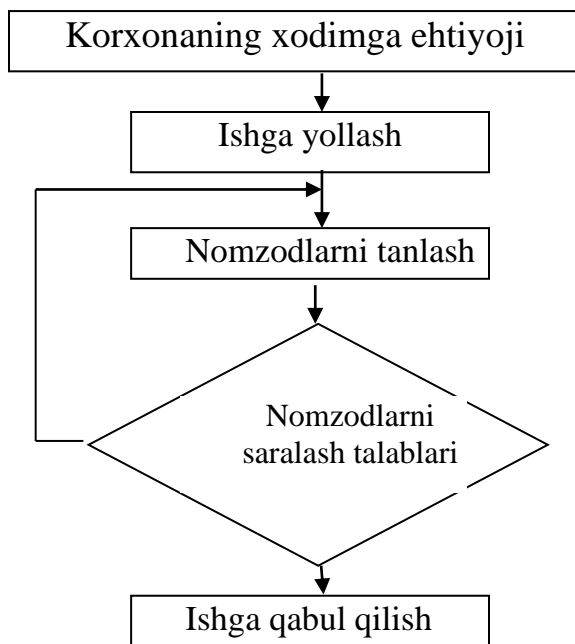 Korxonaning xodimga ehtiyoji
Ishga yollash
Nomzodlarni tanlash
Nomzodlarni
saralash talablari
Ishga qabul qilish